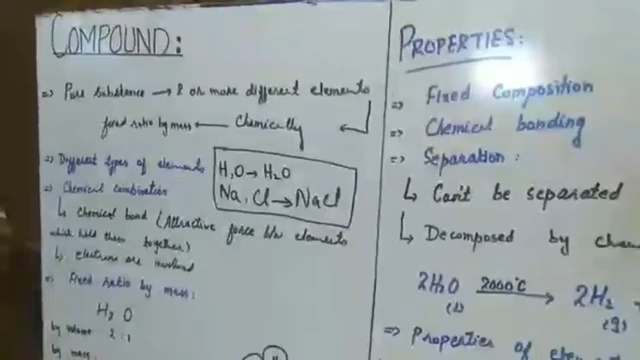 COMPOUND:
⇒ Pure substance → 2 or more different elements
fixed ratio by mass ← Chemically ↵
⇒ Different types of elements
H, O → H₂O
Na, Cl → NaCl
⇒ Chemical combination
↳ Chemical bond (Attractive force b/w elements
which hold them together)
↳ electrons are involved
⇒ Fixed ratio by mass:
H₂ O
by volume 2 : 1
by mass
PROPERTIES:
⇒ Fixed Composition
⇒ Chemical bonding
⇒ Separation:
↳ Can't be separated
↳ Decomposed by
2H₂O 2000°C → 2H₂
(l) (g)
⇒ Properties of